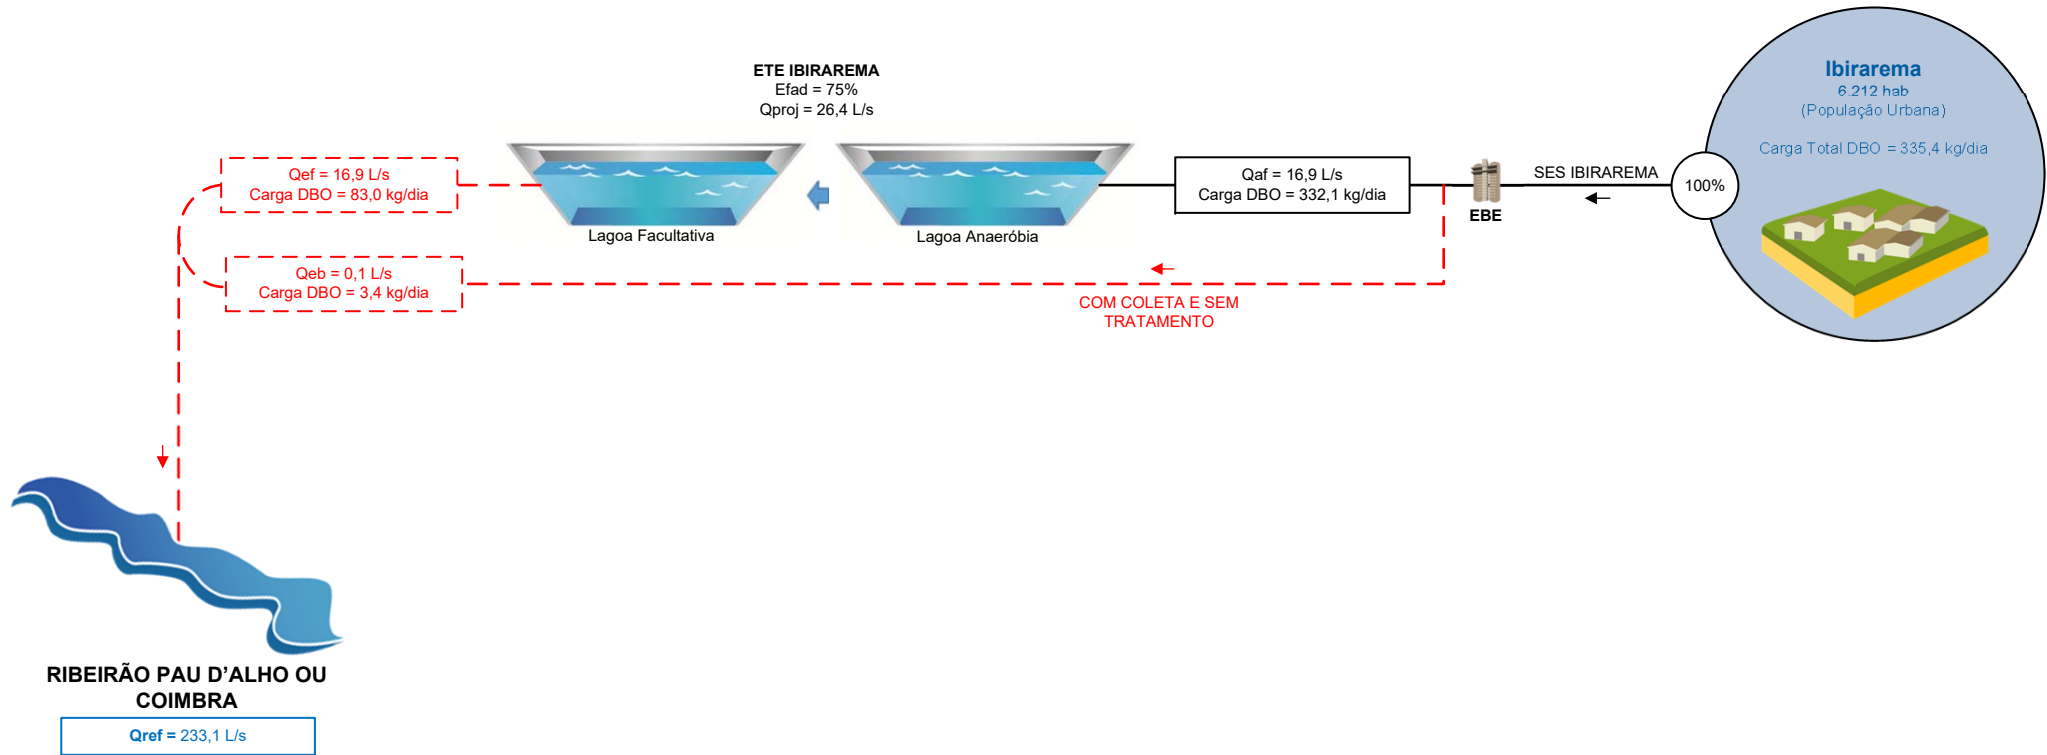 ETE IBIRAREMA
Efad = 75%
Qproj = 26,4 L/s
Ibirarema
6.212 hab
(População Urbana)
Carga Total DBO = 335,4 kg/dia
100%
SES IBIRAREMA
EBE
Qaf = 16,9 L/s
Carga DBO = 332,1 kg/dia
Lagoa Anaeróbia
Lagoa Facultativa
Qef = 16,9 L/s
Carga DBO = 83,0 kg/dia
Qeb = 0,1 L/s
Carga DBO = 3,4 kg/dia
COM COLETA E SEM
TRATAMENTO
RIBEIRÃO PAU D’ALHO OU
COIMBRA
Qref = 233,1 L/s